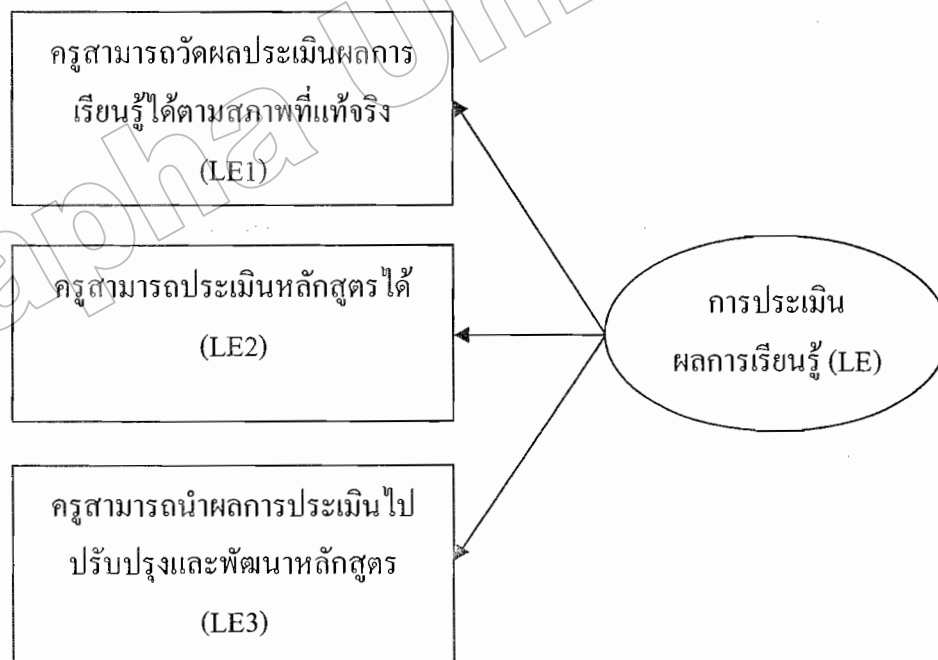 ครูสามารถวัดผลประเมินผลการ
เรียนรู้ได้ตามสภาพที่แท้จริง
(LE1)
ครูสามารถประเมินหลักสูตรได้
(LE2)
ครูสามารถนำผลการประเมินไป
ปรับปรุงและพัฒนาหลักสูตร
(LE3)
การประเมิน
ผลการเรียนรู้ (LE)